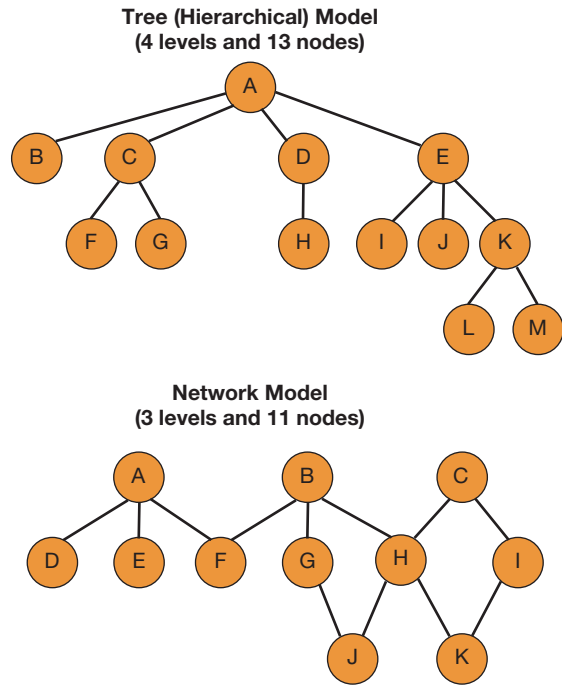 Tree (Hierarchical) Model
(4 levels and 13 nodes)
A
B C D E
F G H I J K
L M
Network Model
(3 levels and 11 nodes)
A B C
D E F G H I
J K